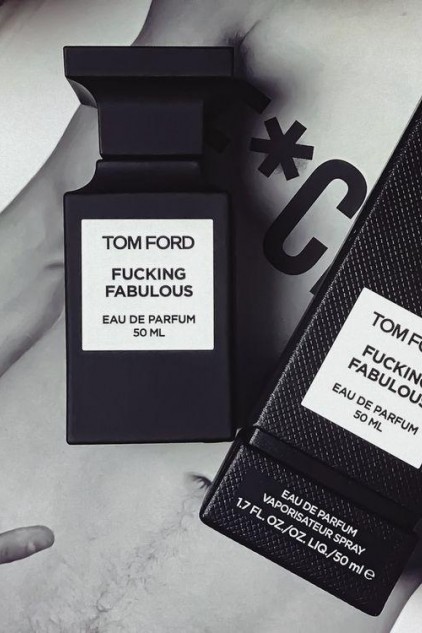 TOM FORD
FUCKING
FABULOUS
EAU DE PARFUM
50 ML
*C
TOM
FUCKING
FABULOUS
EAU DE PARFUM
50 ML
EAU DE PARFUM
VAPORISATEUR SPRAY
1.7 FL. OZ./OZ. LIQ./50 ml e